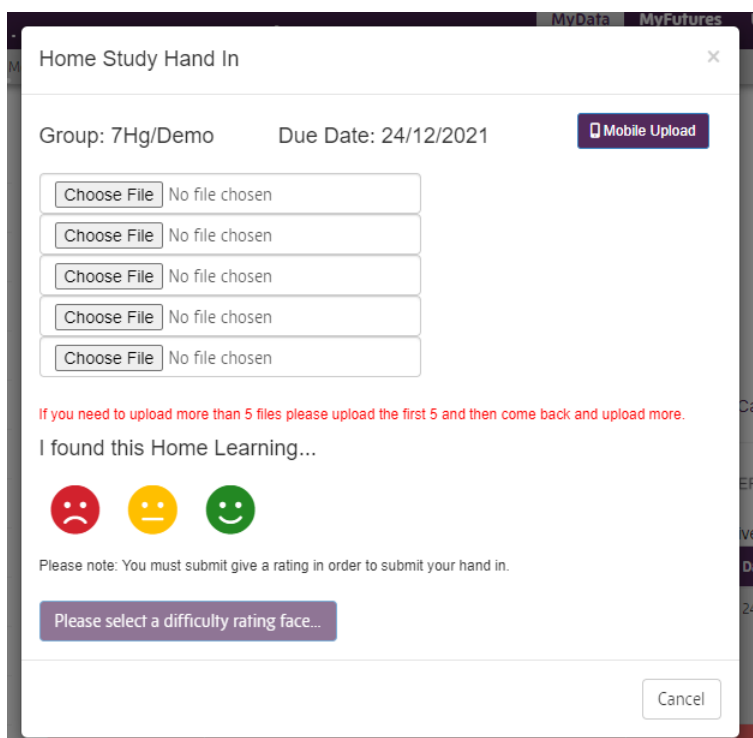 MyData MyFutures
Home Study Hand In ×
Group: 7Hg/Demo Due Date: 24/12/2021 Mobile Upload
Choose File No file chosen
Choose File No file chosen
Choose File No file chosen
Choose File No file chosen
Choose File No file chosen
If you need to upload more than 5 files please upload the first 5 and then come back and upload more.
I found this Home Learning...
Please note: You must submit give a rating in order to submit your hand in.
Please select a difficulty rating face...
Cancel